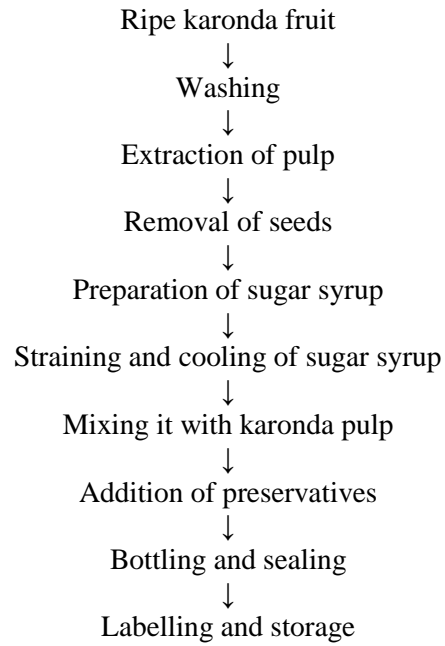 Ripe karonda fruit
↓
Washing
↓
Extraction of pulp
↓
Removal of seeds
↓
Preparation of sugar syrup
↓
Straining and cooling of sugar syrup
↓
Mixing it with karonda pulp
↓
Addition of preservatives
↓
Bottling and sealing
↓
Labelling and storage